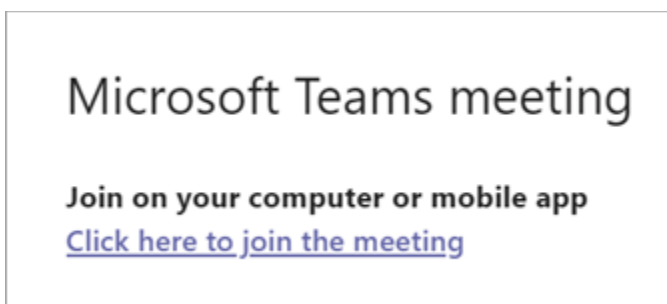 Microsoft Teams meeting
Join on your computer or mobile app
Click here to join the meeting